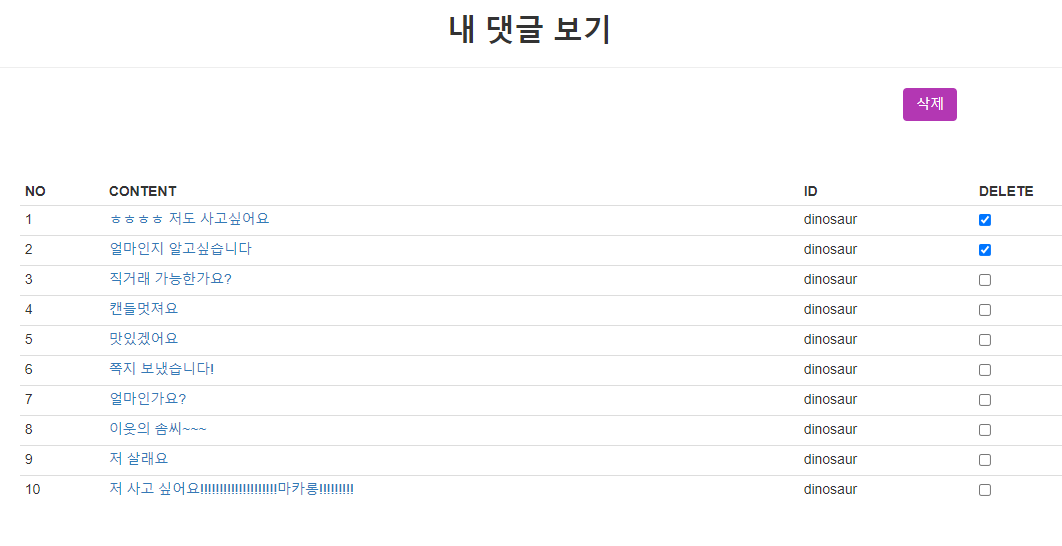 내 댓글 보기
삭제
NO CONTENT ID DELETE
1 ㅎㅎㅎㅎ 저도 사고싶어요 dinosaur
2 얼마인지 알고싶습니다 dinosaur
3 직거래 가능한가요? dinosaur
4 캔들멋져요 dinosaur
5 맛있겠어요 dinosaur
6 쪽지 보냈습니다! dinosaur
7 얼마인가요? dinosaur
8 이웃의 솜씨~~~ dinosaur
9 저 살래요 dinosaur
10 저 사고 싶어요!!!!!!!!!!!!!!!!!!!!마카롱!!!!!!!!! dinosaur